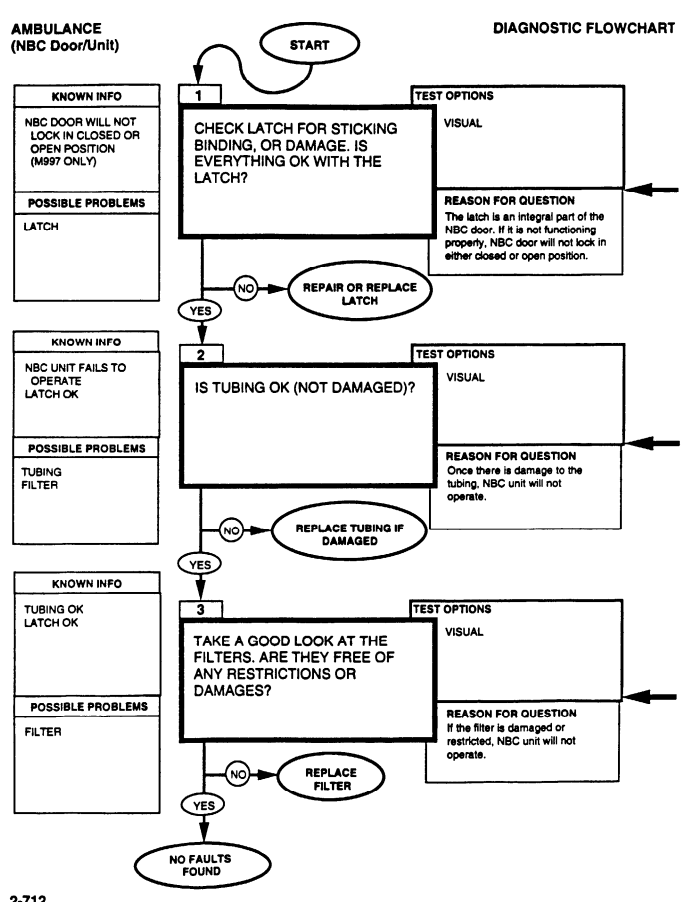 AMBULANCE
(NBC Door/Unit)
DIAGNOSTIC FLOWCHART
START
KNOWN INFO
NBC DOOR WILL NOT
LOCK IN CLOSED OR
OPEN POSITION
(M997 ONLY)
POSSIBLE PROBLEMS
LATCH
1
CHECK LATCH FOR STICKING
BINDING, OR DAMAGE. IS
EVERYTHING OK WITH THE
LATCH?
TEST OPTIONS
VISUAL
REASON FOR QUESTION
The latch is an integral part of the
NBC door. If it is not functioning
properly, NBC door will not lock in
either closed or open position.
NO
REPAIR OR REPLACE
LATCH
YES
KNOWN INFO
NBC UNIT FAILS TO
OPERATE
LATCH OK
POSSIBLE PROBLEMS
TUBING
FILTER
2
IS TUBING OK (NOT DAMAGED)?
TEST OPTIONS
VISUAL
REASON FOR QUESTION
Once there is damage to the
tubing, NBC unit will not
operate.
NO
REPLACE TUBING IF
DAMAGED
YES
KNOWN INFO
TUBING OK
LATCH OK
POSSIBLE PROBLEMS
FILTER
3
TAKE A GOOD LOOK AT THE
FILTERS. ARE THEY FREE OF
ANY RESTRICTIONS OR
DAMAGES?
TEST OPTIONS
VISUAL
REASON FOR QUESTION
If the filter is damaged or
restricted, NBC unit will not
operate.
NO
REPLACE
FILTER
YES
NO FAULTS
FOUND
2-712